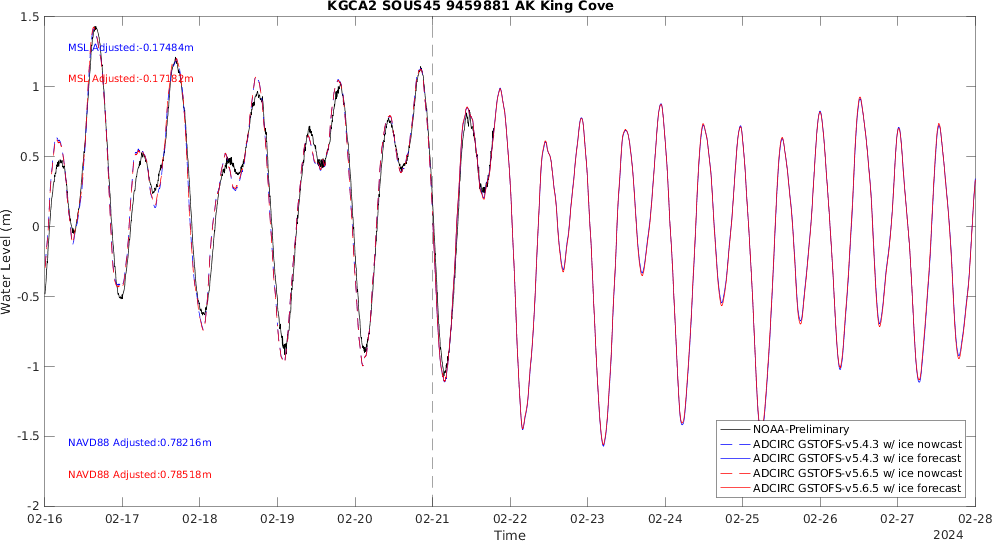 KGCA2 SOUS45 9459881 AK King Cove
1.5
1
0.5
0
-0.5
-1
-1.5
-2
Water Level (m)
MSL Adjusted:-0.17484m
MSL Adjusted:-0.17182m
NAVD88 Adjusted:0.78216m
NAVD88 Adjusted:0.78518m
NOAA-Preliminary
ADCIRC GSTOFS-v5.4.3 w/ ice nowcast
ADCIRC GSTOFS-v5.4.3 w/ ice forecast
ADCIRC GSTOFS-v5.6.5 w/ ice nowcast
ADCIRC GSTOFS-v5.6.5 w/ ice forecast
02-16 02-17 02-18 02-19 02-20 02-21 02-22 02-23 02-24 02-25 02-26 02-27 02-28
Time
2024